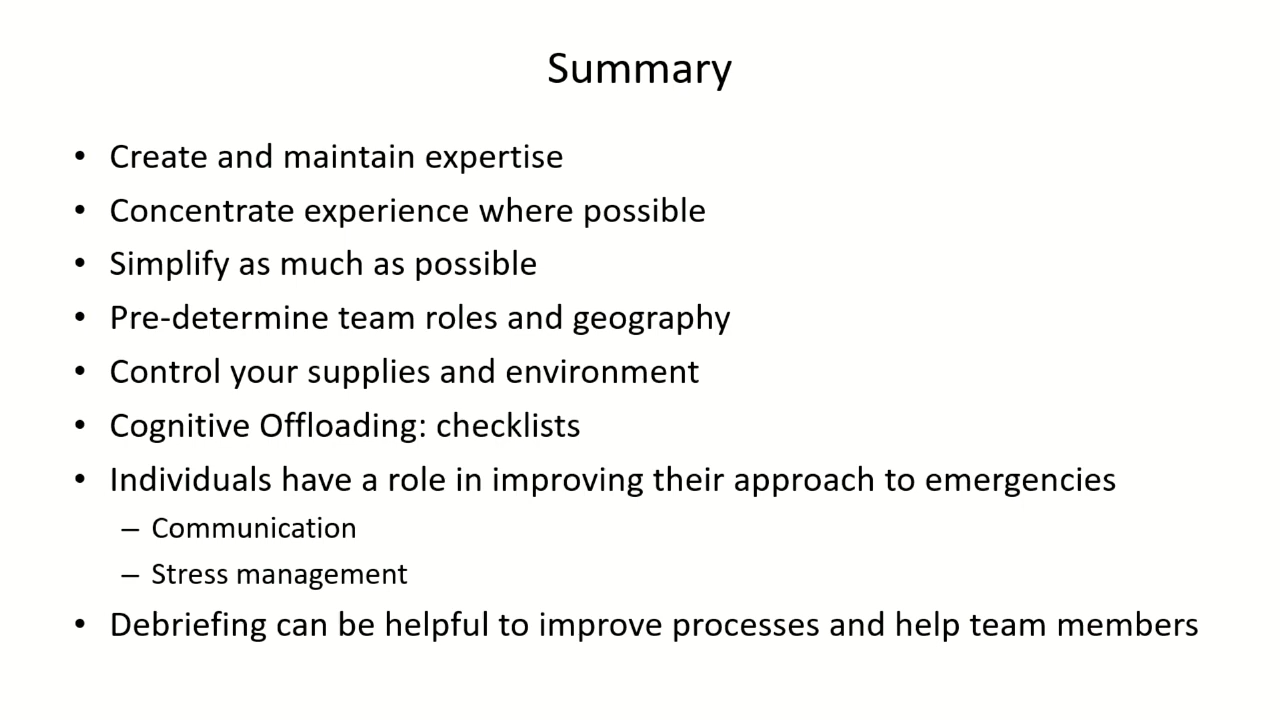 Summary
• Create and maintain expertise
• Concentrate experience where possible
• Simplify as much as possible
• Pre-determine team roles and geography
• Control your supplies and environment
• Cognitive Offloading: checklists
• Individuals have a role in improving their approach to emergencies
– Communication
– Stress management
• Debriefing can be helpful to improve processes and help team members